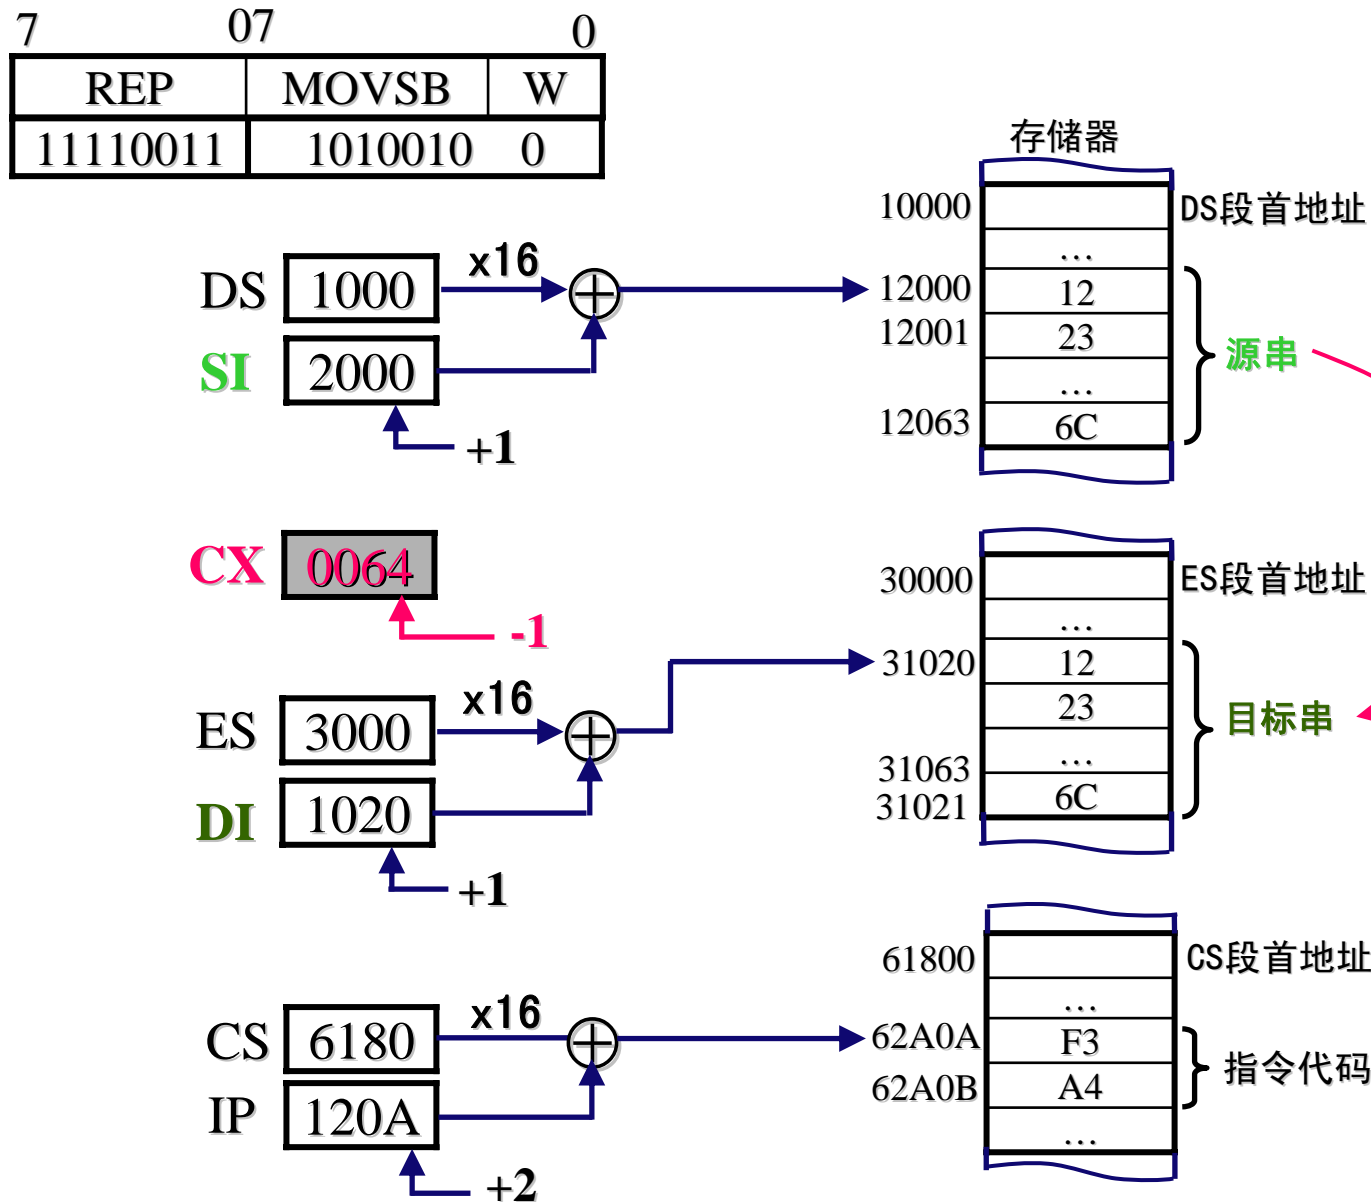 7 07 0
REP MOVSB W
11110011 1010010 0
存储器
10000 DS段首地址
…
DS 1000 x16 12000 12
12001 23
源串
SI 2000 …
12063 6C
+1
CX 0064
-1
30000 ES段首地址
…
31020 12
ES 3000 x16 23
目标串
…
31063
DI 1020 31021 6C
+1
61800 CS段首地址
…
CS 6180 x16 62A0A F3
指令代码
62A0B A4
IP 120A …
+2